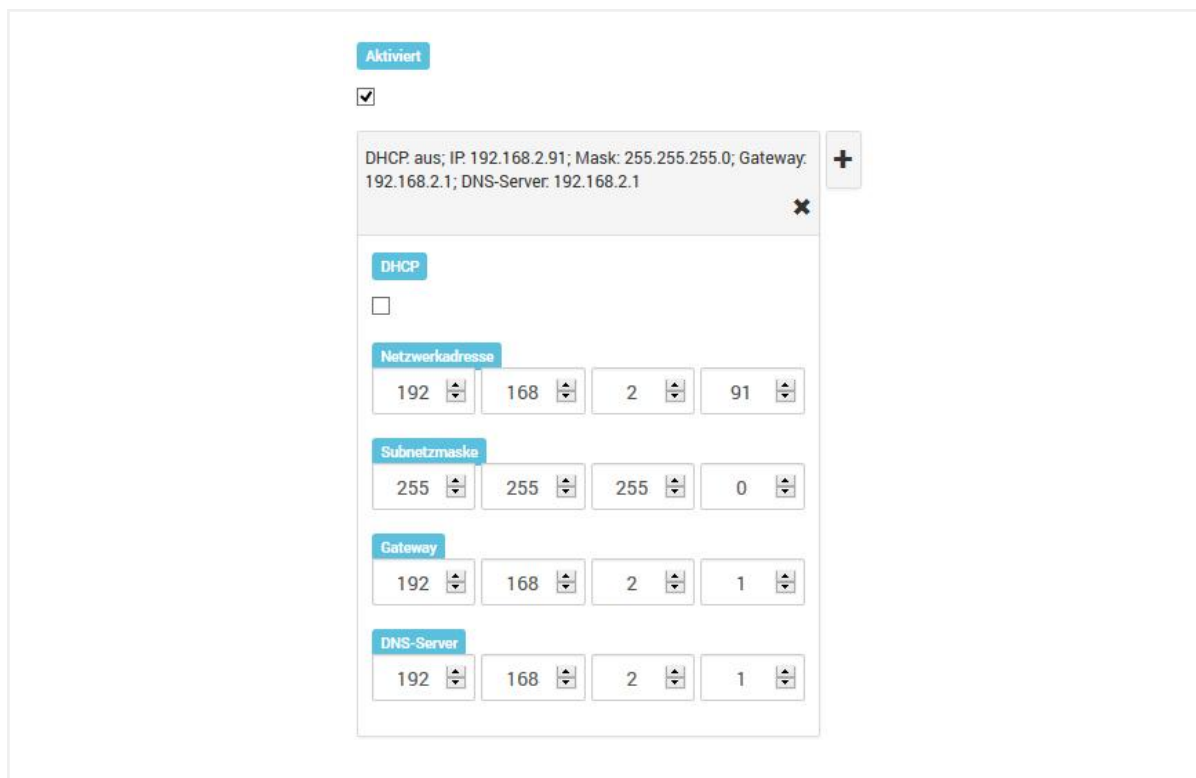 Aktiviert
DHCP: aus; IP: 192.168.2.91; Mask: 255.255.255.0; Gateway:
192.168.2.1; DNS-Server: 192.168.2.1
DHCP
Netzwerkadresse
192 168 2 91
Subnetzmaske
255 255 255 0
Gateway
192 168 2 1
DNS-Server
192 168 2 1